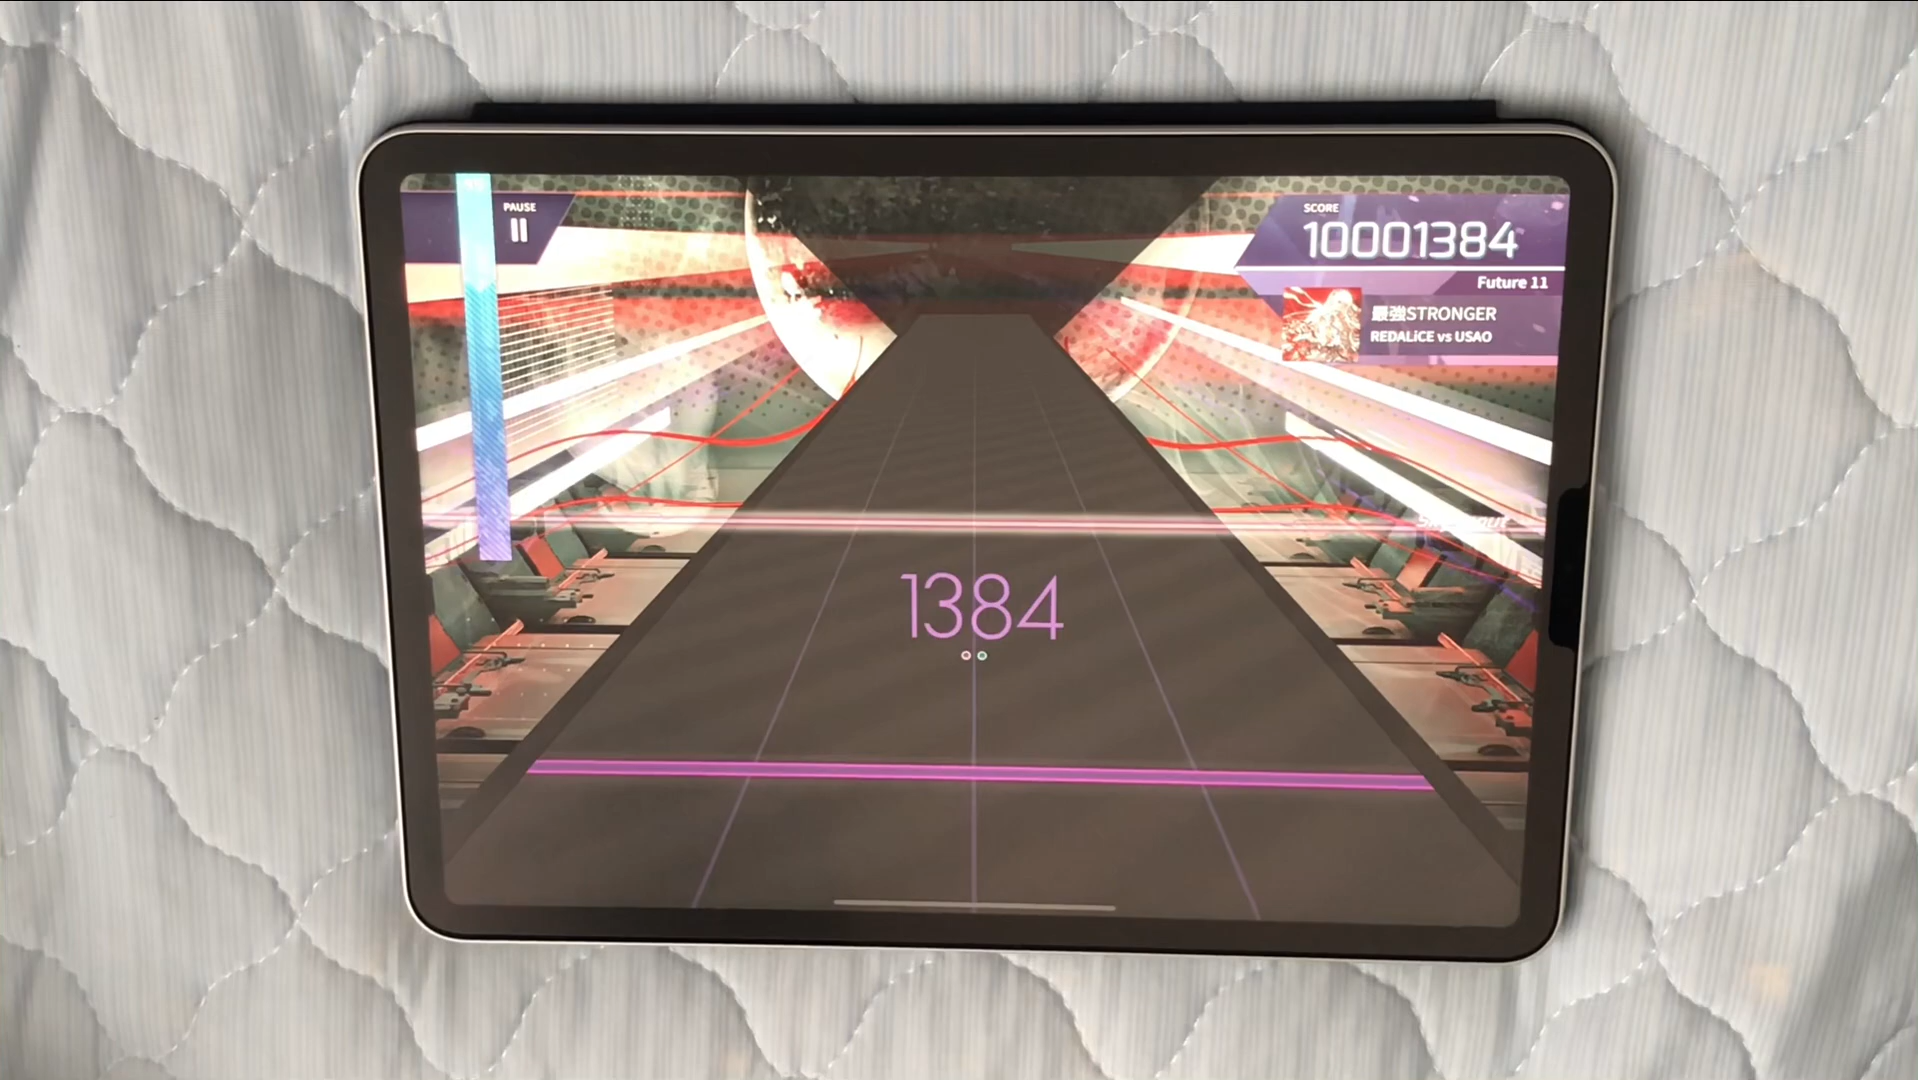 PAUSE
SCORE
10001384
Future 11
最強STRONGER
REDALiCE vs USAO
1384